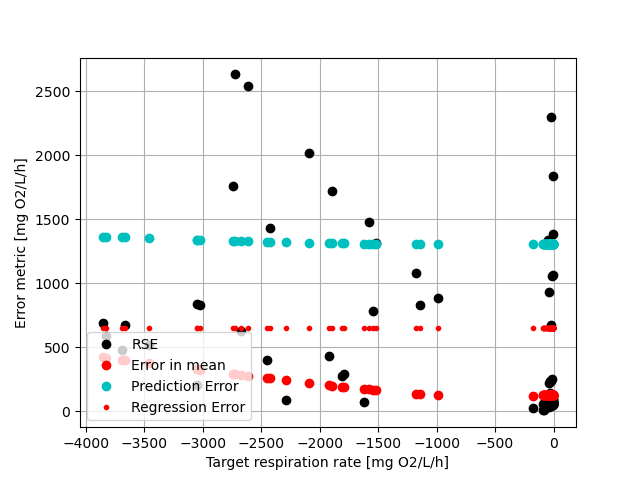 2500
2000
1500
1000
500
0
Error metric [mg O2/L/h]
RSE
Error in mean
Prediction Error
Regression Error
−4000 −3500 −3000 −2500 −2000 −1500 −1000 −500 0
Target respiration rate [mg O2/L/h]